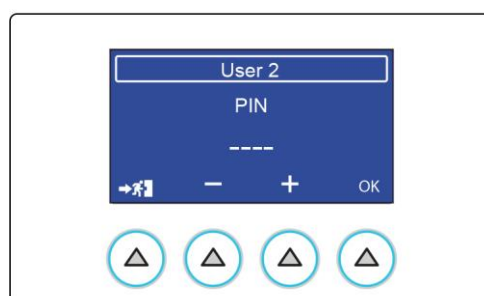 User 2
PIN
----
− + OK